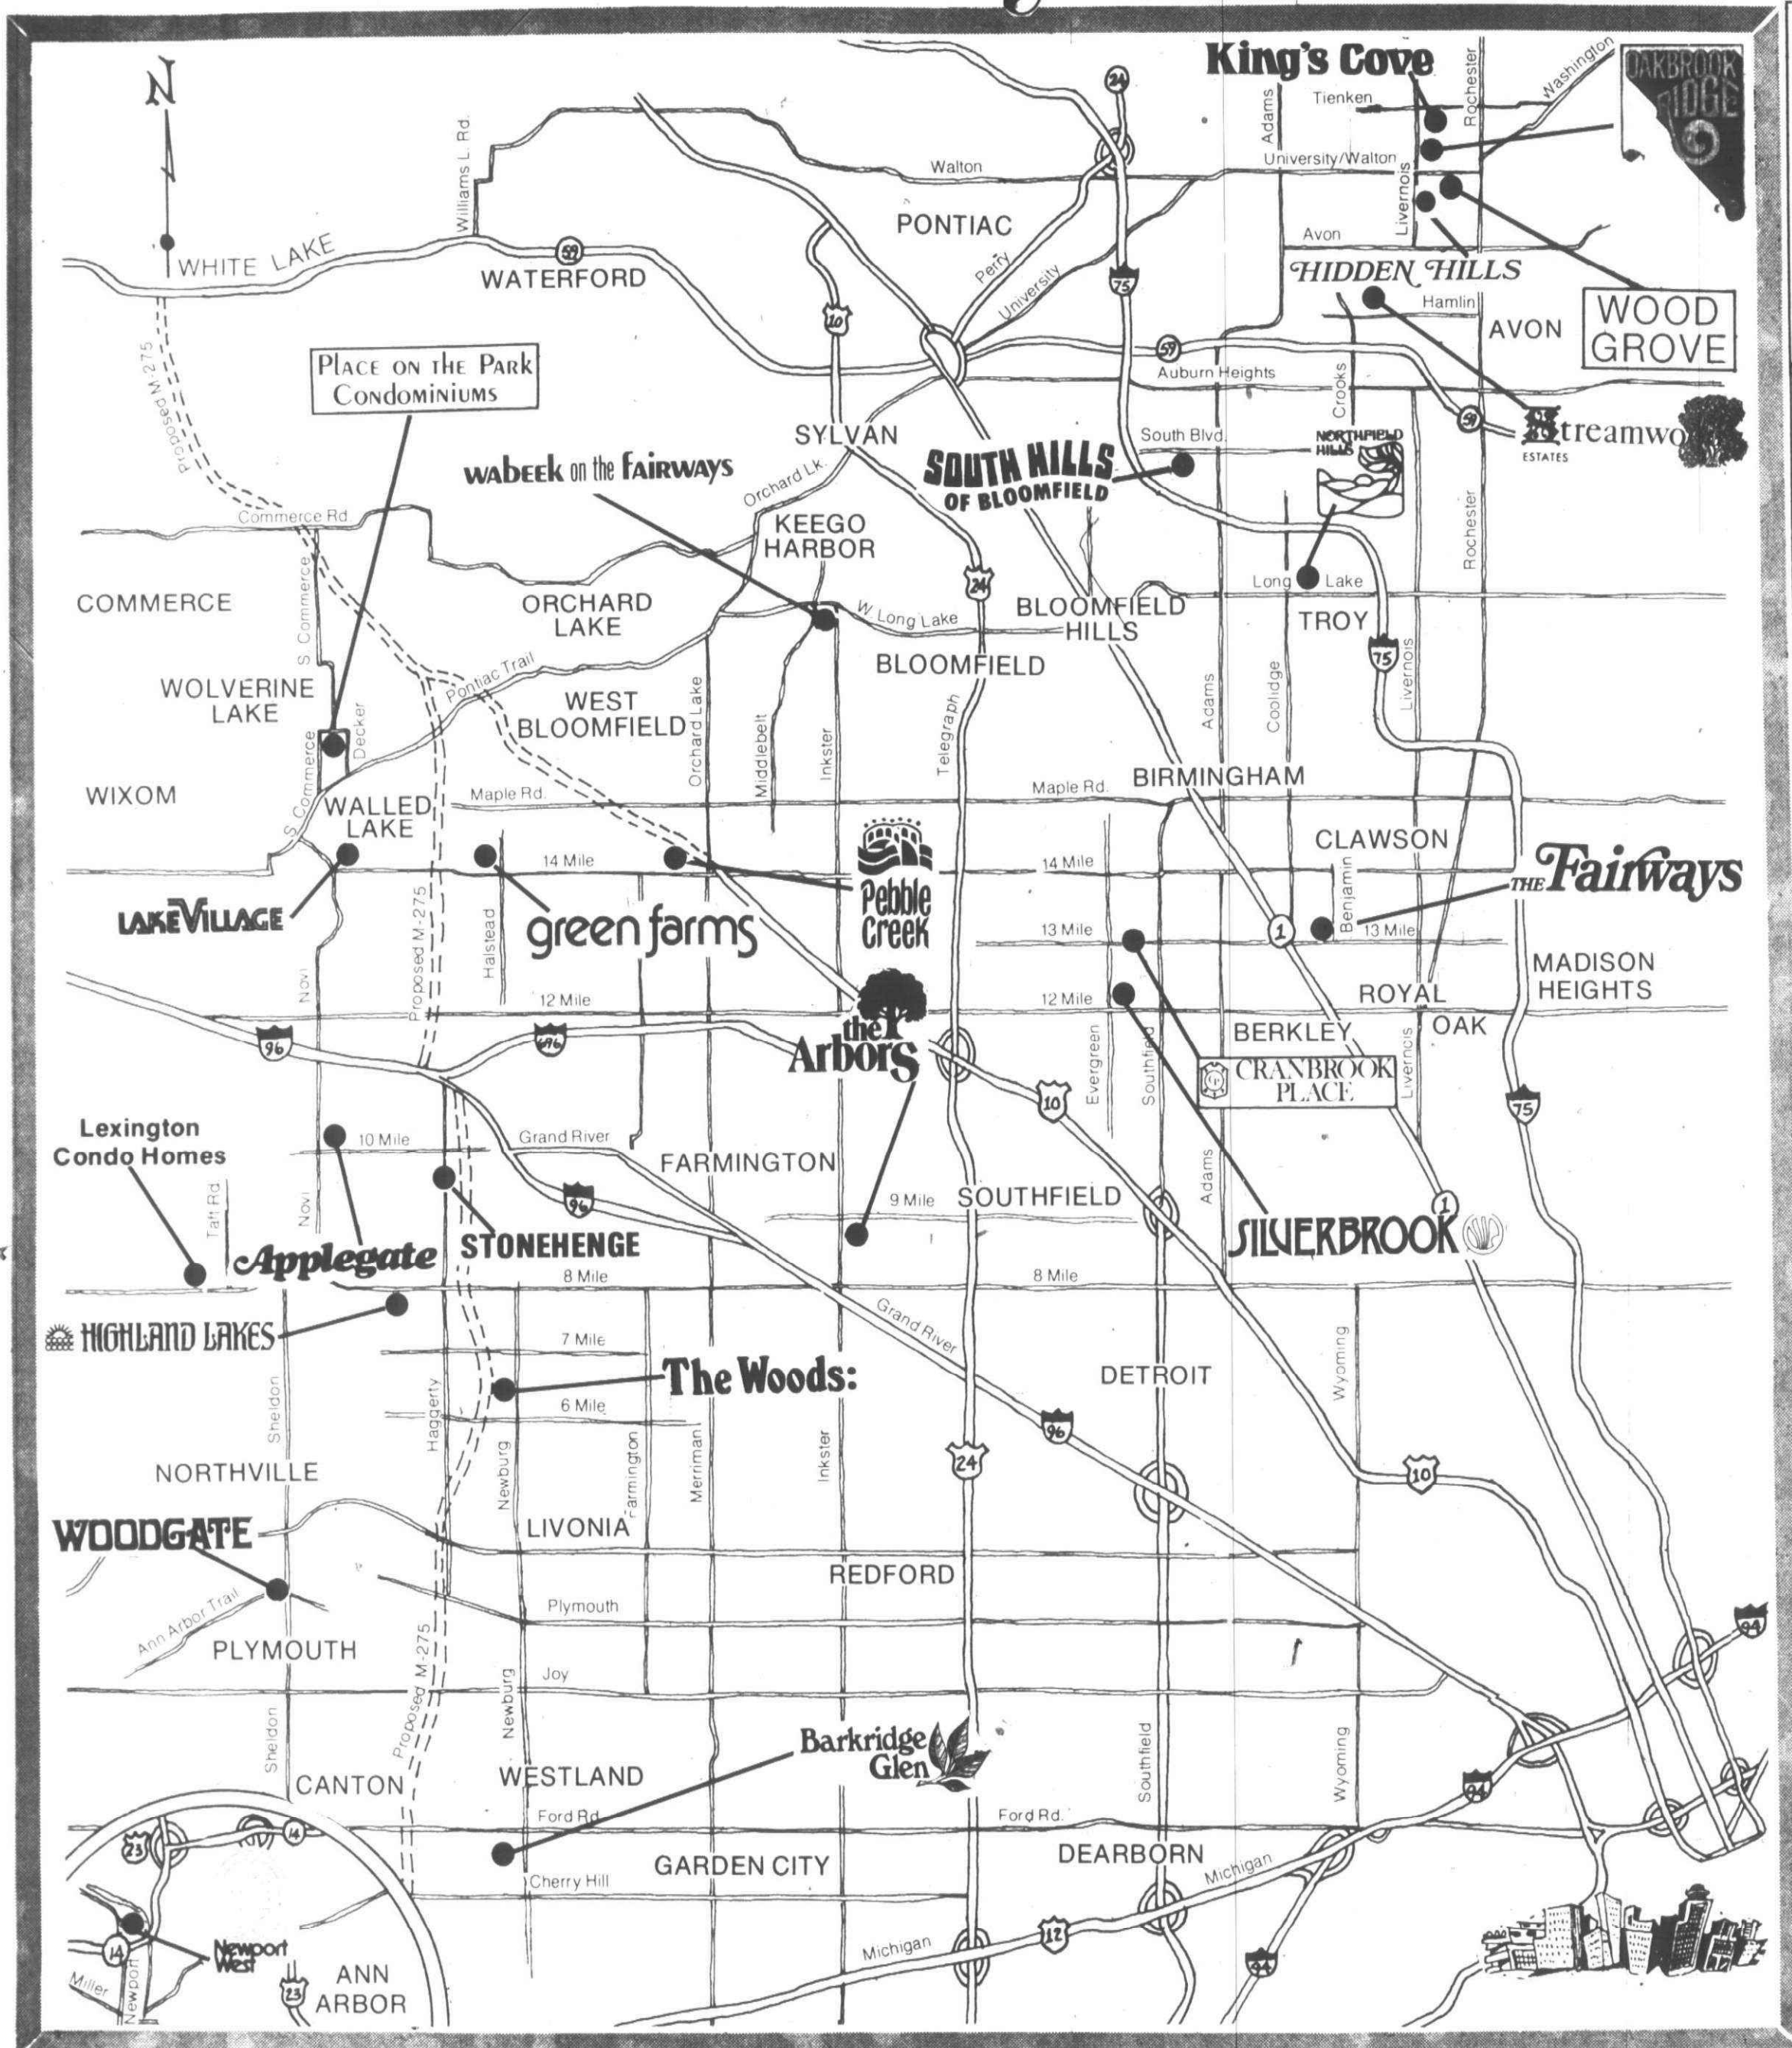 King's Cove
OAKBROOK
RIDGE
N
24
Adams
Tienken
Rochester
Washington
Williams L. Rd.
Walton
University/Walton
Livernois
PONTIAC
Avon
WHITE LAKE
59
WATERFORD
Perry
University
75
HIDDEN HILLS
Hamlin
AVON
WOOD
GROVE
10
59
Auburn Heights
Proposed M-275
PLACE ON THE PARK
CONDOMINIUMS
Crooks
59
Streamwo
ESTATES
SYLVAN
South Blvd.
NORTHFIELD
HILLS
WABEEK on the FAIRWAYS
SOUTH HILLS
OF BLOOMFIELD
Orchard Lk.
Commerce Rd
KEEGO
HARBOR
Rochester
24
Long Lake
COMMERCE
S Commerce
ORCHARD
LAKE
W. Long Lake
BLOOMFIELD
HILLS
TROY
BLOOMFIELD
75
Livernois
WOLVERINE
LAKE
Pontiac Trail
WEST
BLOOMFIELD
Orchard Lake
Adams
Coolidge
Decker
S Commerce
Middlebelt
Inkster
Telegraph
WIXOM
Maple Rd.
Maple Rd.
BIRMINGHAM
WALLED
LAKE
CLAWSON
14 Mile
14 Mile
Pebble
Creek
Benjamin
THE Fairways
LAKE VILLAGE
Proposed M-275
Halstead
green farms
13 Mile
1
13 Mile
MADISON
HEIGHTS
Novi
12 Mile
12 Mile
ROYAL
OAK
96
696
the
Arbors
BERKLEY
Evergreen
Southfield
CRANBROOK
PLACE
Livernois
10
75
Lexington
Condo Homes
10 Mile
Grand River
FARMINGTON
Taft Rd
Novi
96
9 Mile
SOUTHFIELD
Adams
1
Applegate
STONEHENGE
SILVERBROOK
8 Mile
8 Mile
HIGHLAND LAKES
Grand River
7 Mile
Wyoming
The Woods:
DETROIT
Sheldon
Haggerty
6 Mile
96
Newburg
Farmington
Merriman
Inkster
24
10
NORTHVILLE
WOODGATE
LIVONIA
REDFORD
Ann Arbor Trail
Plymouth
94
PLYMOUTH
Proposed M-275
Joy
Newburg
Sheldon
Barkridge
Glen
Southfield
Wyoming
CANTON
WESTLAND
94
Ford Rd.
Ford Rd.
23
14
GARDEN CITY
DEARBORN
Cherry Hill
Michigan
Newport
West
14
Michigan
12
94
Miller
Newport
23
ANN
ARBOR